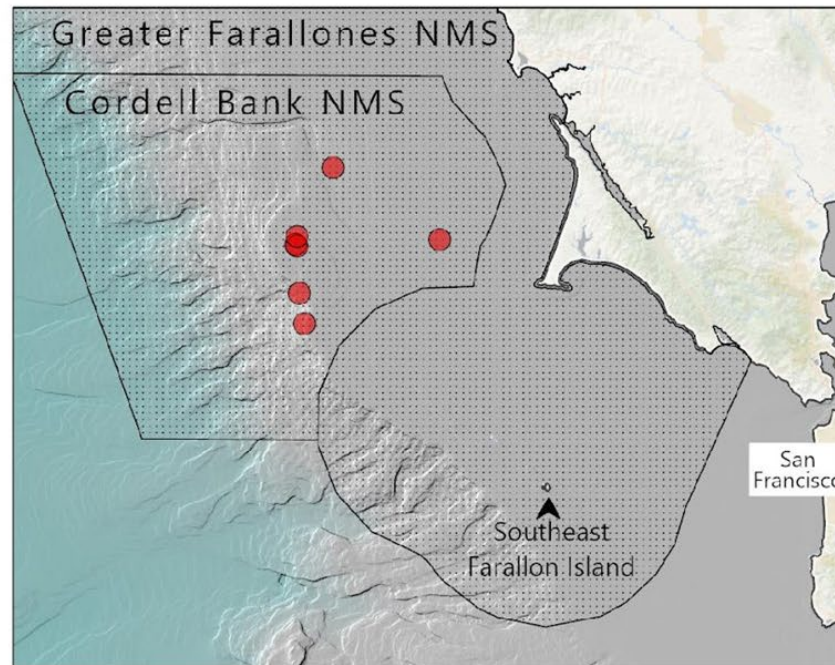 Greater Farallones NMS
Cordell Bank NMS
San
Francisco
Southeast
Farallon Island